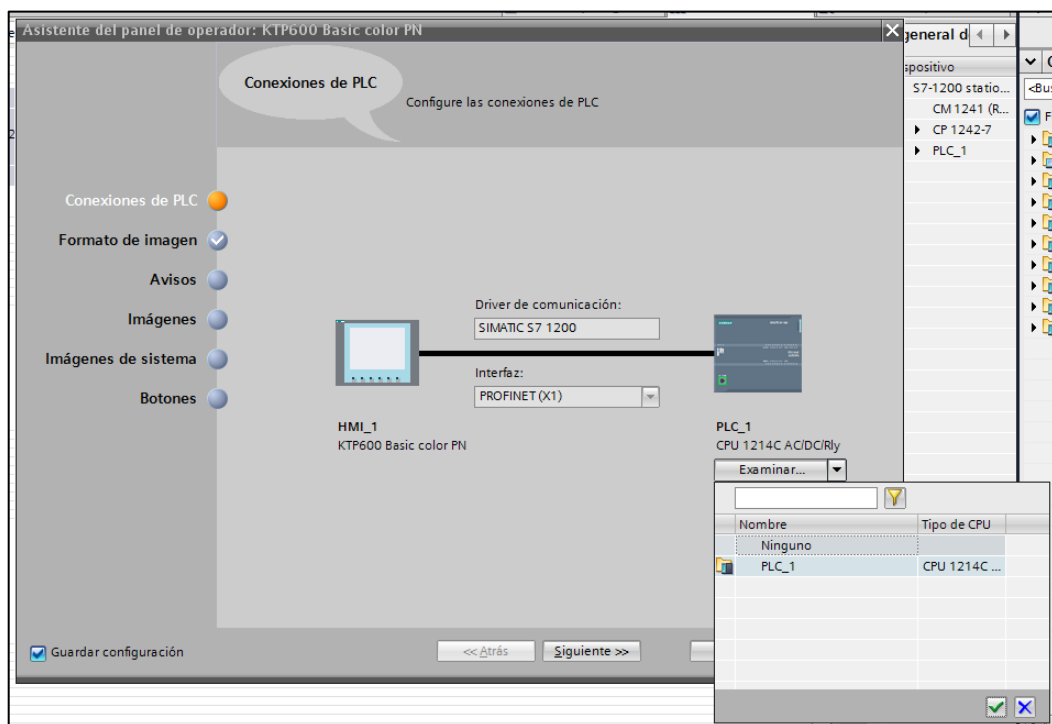 Asistente del panel de operador: KTP600 Basic color PN
general d
spositivo
S7-1200 statio...
CM 1241 (R...
CP 1242-7
PLC_1
<Bus
F
Conexiones de PLC
Configure las conexiones de PLC
Conexiones de PLC
Formato de imagen
Avisos
Imágenes
Imágenes de sistema
Botones
Driver de comunicación:
SIMATIC S7 1200
Interfaz:
PROFINET (X1)
HMI_1
KTP600 Basic color PN
PLC_1
CPU 1214C AC/DC/Rly
Examinar...
Nombre Tipo de CPU
Ninguno
PLC_1 CPU 1214C ...
Guardar configuración
<< Atrás
Siguiente >>